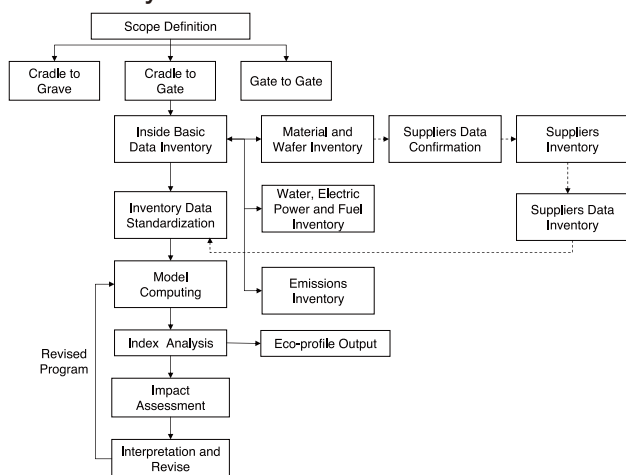 Scope Definition
Cradle to
Grave
Cradle to
Gate
Gate to Gate
Inside Basic
Data Inventory
Material and
Wafer Inventory
Suppliers Data
Confirmation
Suppliers
Inventory
Inventory Data
Standardization
Water, Electric
Power and Fuel
Inventory
Suppliers Data
Inventory
Model
Computing
Emissions
Inventory
Revised
Program
Index Analysis
Eco-profile Output
Impact
Assessment
Interpretation and
Revise